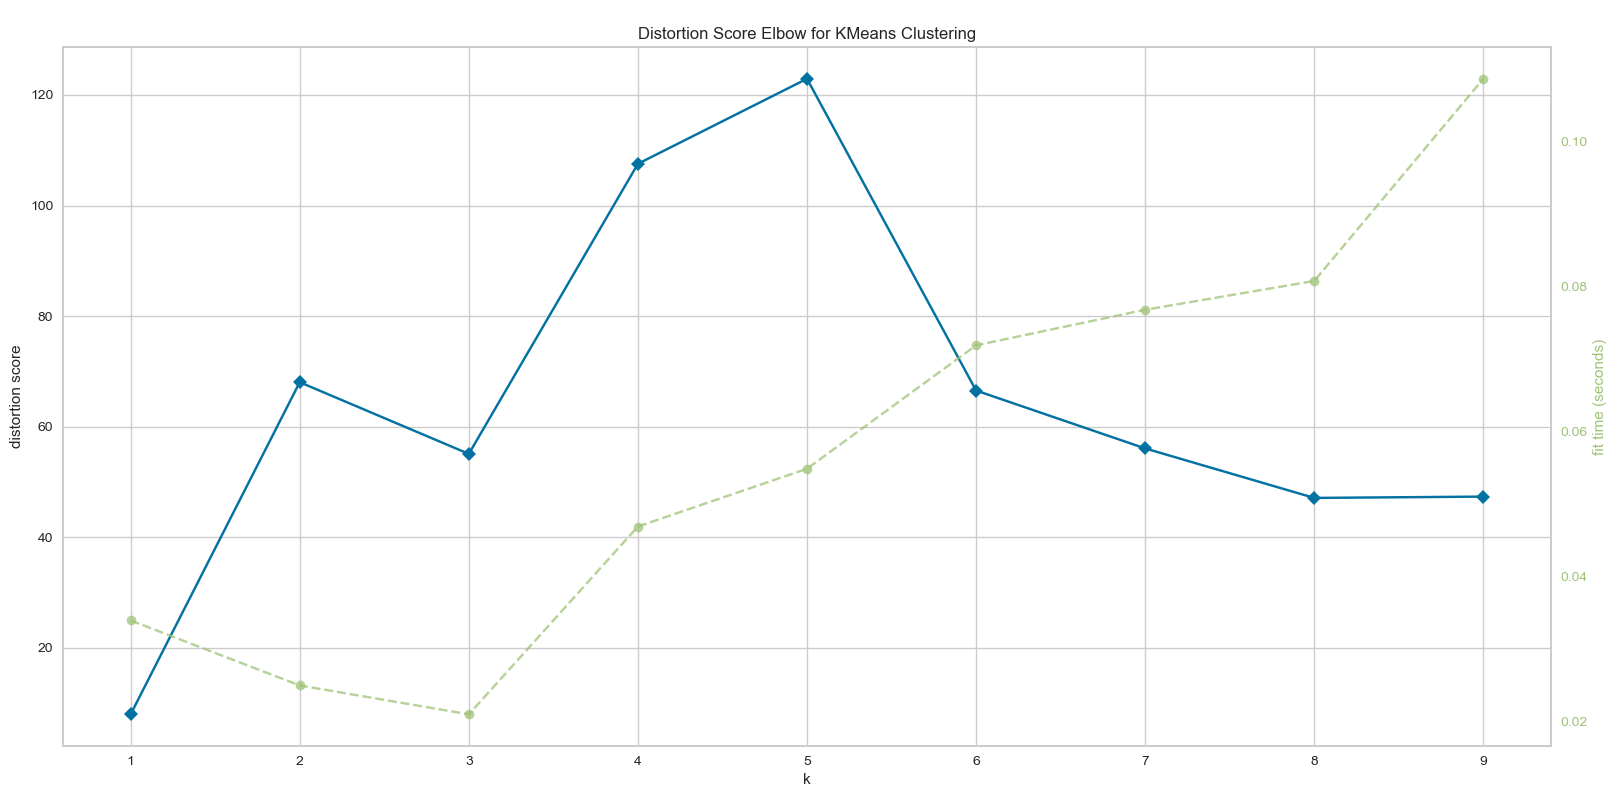 Distortion Score Elbow for KMeans Clustering
distortion score
120
100
80
60
40
20
1 2 3 4 5 6 7 8 9
k
0.10
0.08
0.06
0.04
0.02
fit time (seconds)